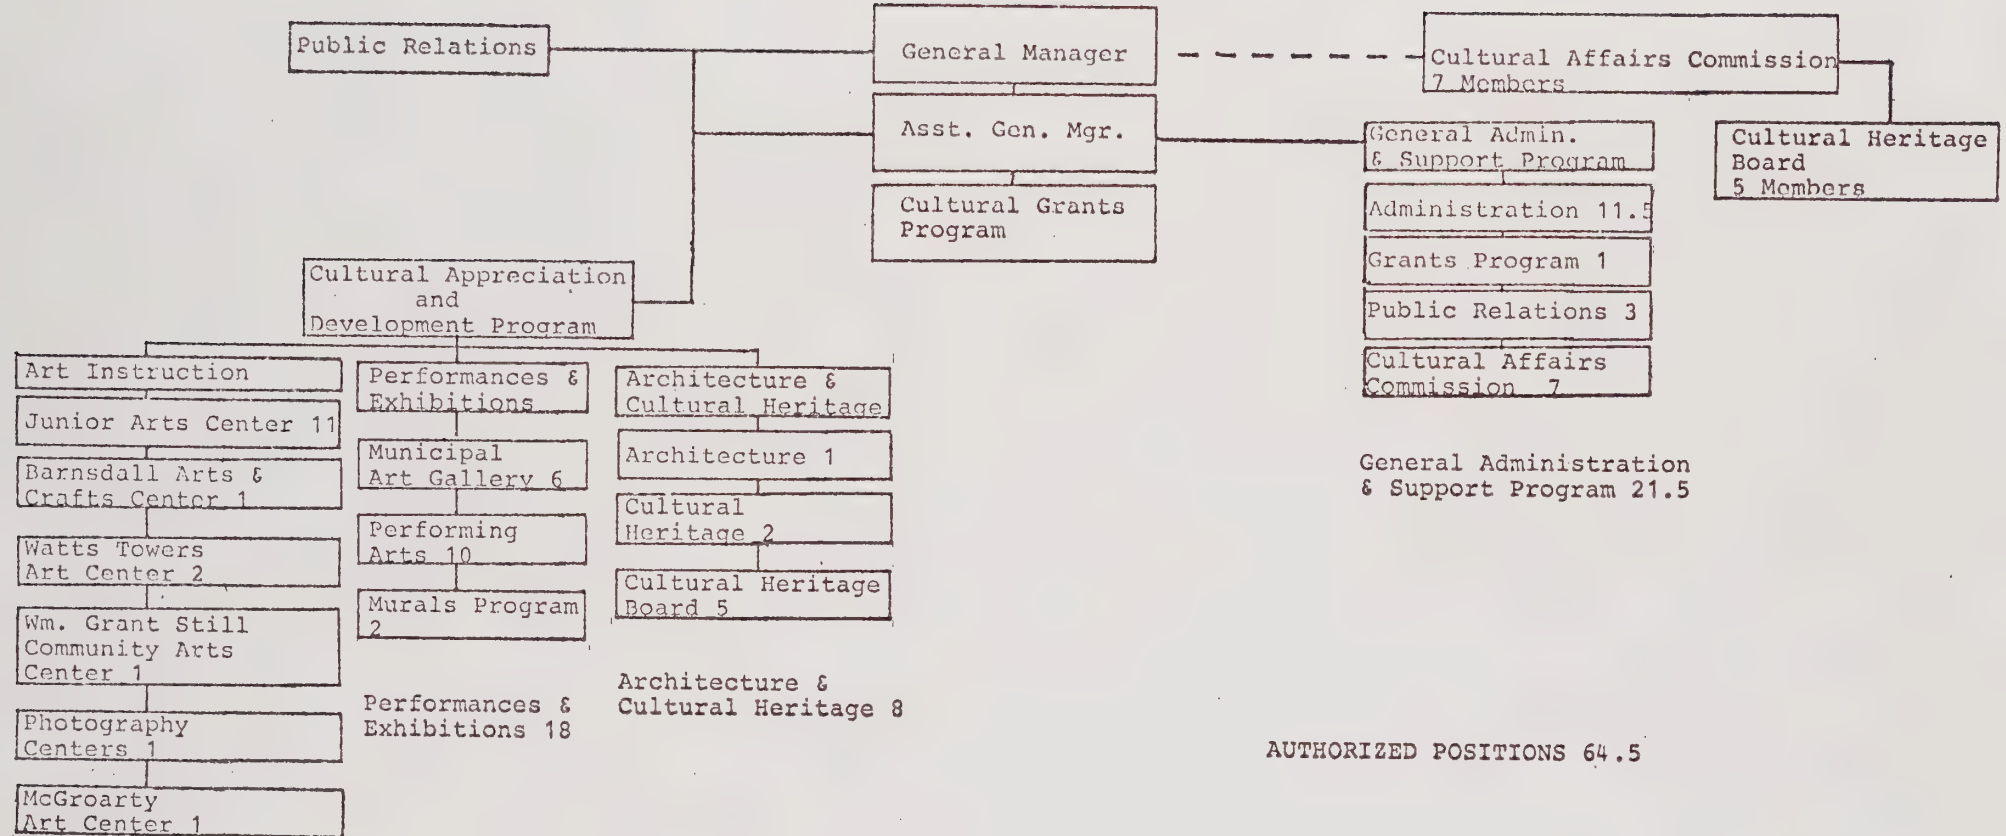 Public Relations
General Manager
Cultural Affairs Commission
7 Members
Asst. Gen. Mgr.
General Admin.
& Support Program
Cultural Heritage
Board
5 Members
Cultural Grants
Program
Administration 11.5
Grants Program 1
Public Relations 3
Cultural Affairs
Commission 7
Cultural Appreciation
and
Development Program
Art Instruction
Junior Arts Center 11
Barnsdall Arts &
Crafts Center 1
Watts Towers
Art Center 2
Wm. Grant Still
Community Arts
Center 1
Photography
Centers 1
McGroarty
Art Center 1
Performances &
Exhibitions
Municipal
Art Gallery 6
Performing
Arts 10
Murals Program
2
Performances &
Exhibitions 18
Architecture &
Cultural Heritage
Architecture 1
Cultural
Heritage 2
Cultural Heritage
Board 5
Architecture &
Cultural Heritage 8
General Administration
& Support Program 21.5
AUTHORIZED POSITIONS 64.5